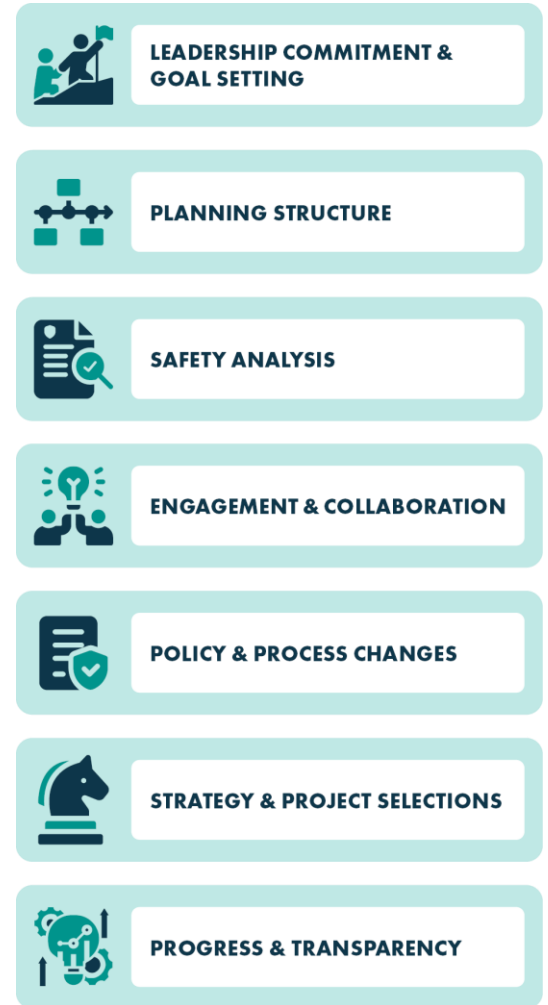 LEADERSHIP COMMITMENT &
GOAL SETTING
PLANNING STRUCTURE
SAFETY ANALYSIS
ENGAGEMENT & COLLABORATION
POLICY & PROCESS CHANGES
STRATEGY & PROJECT SELECTIONS
PROGRESS & TRANSPARENCY